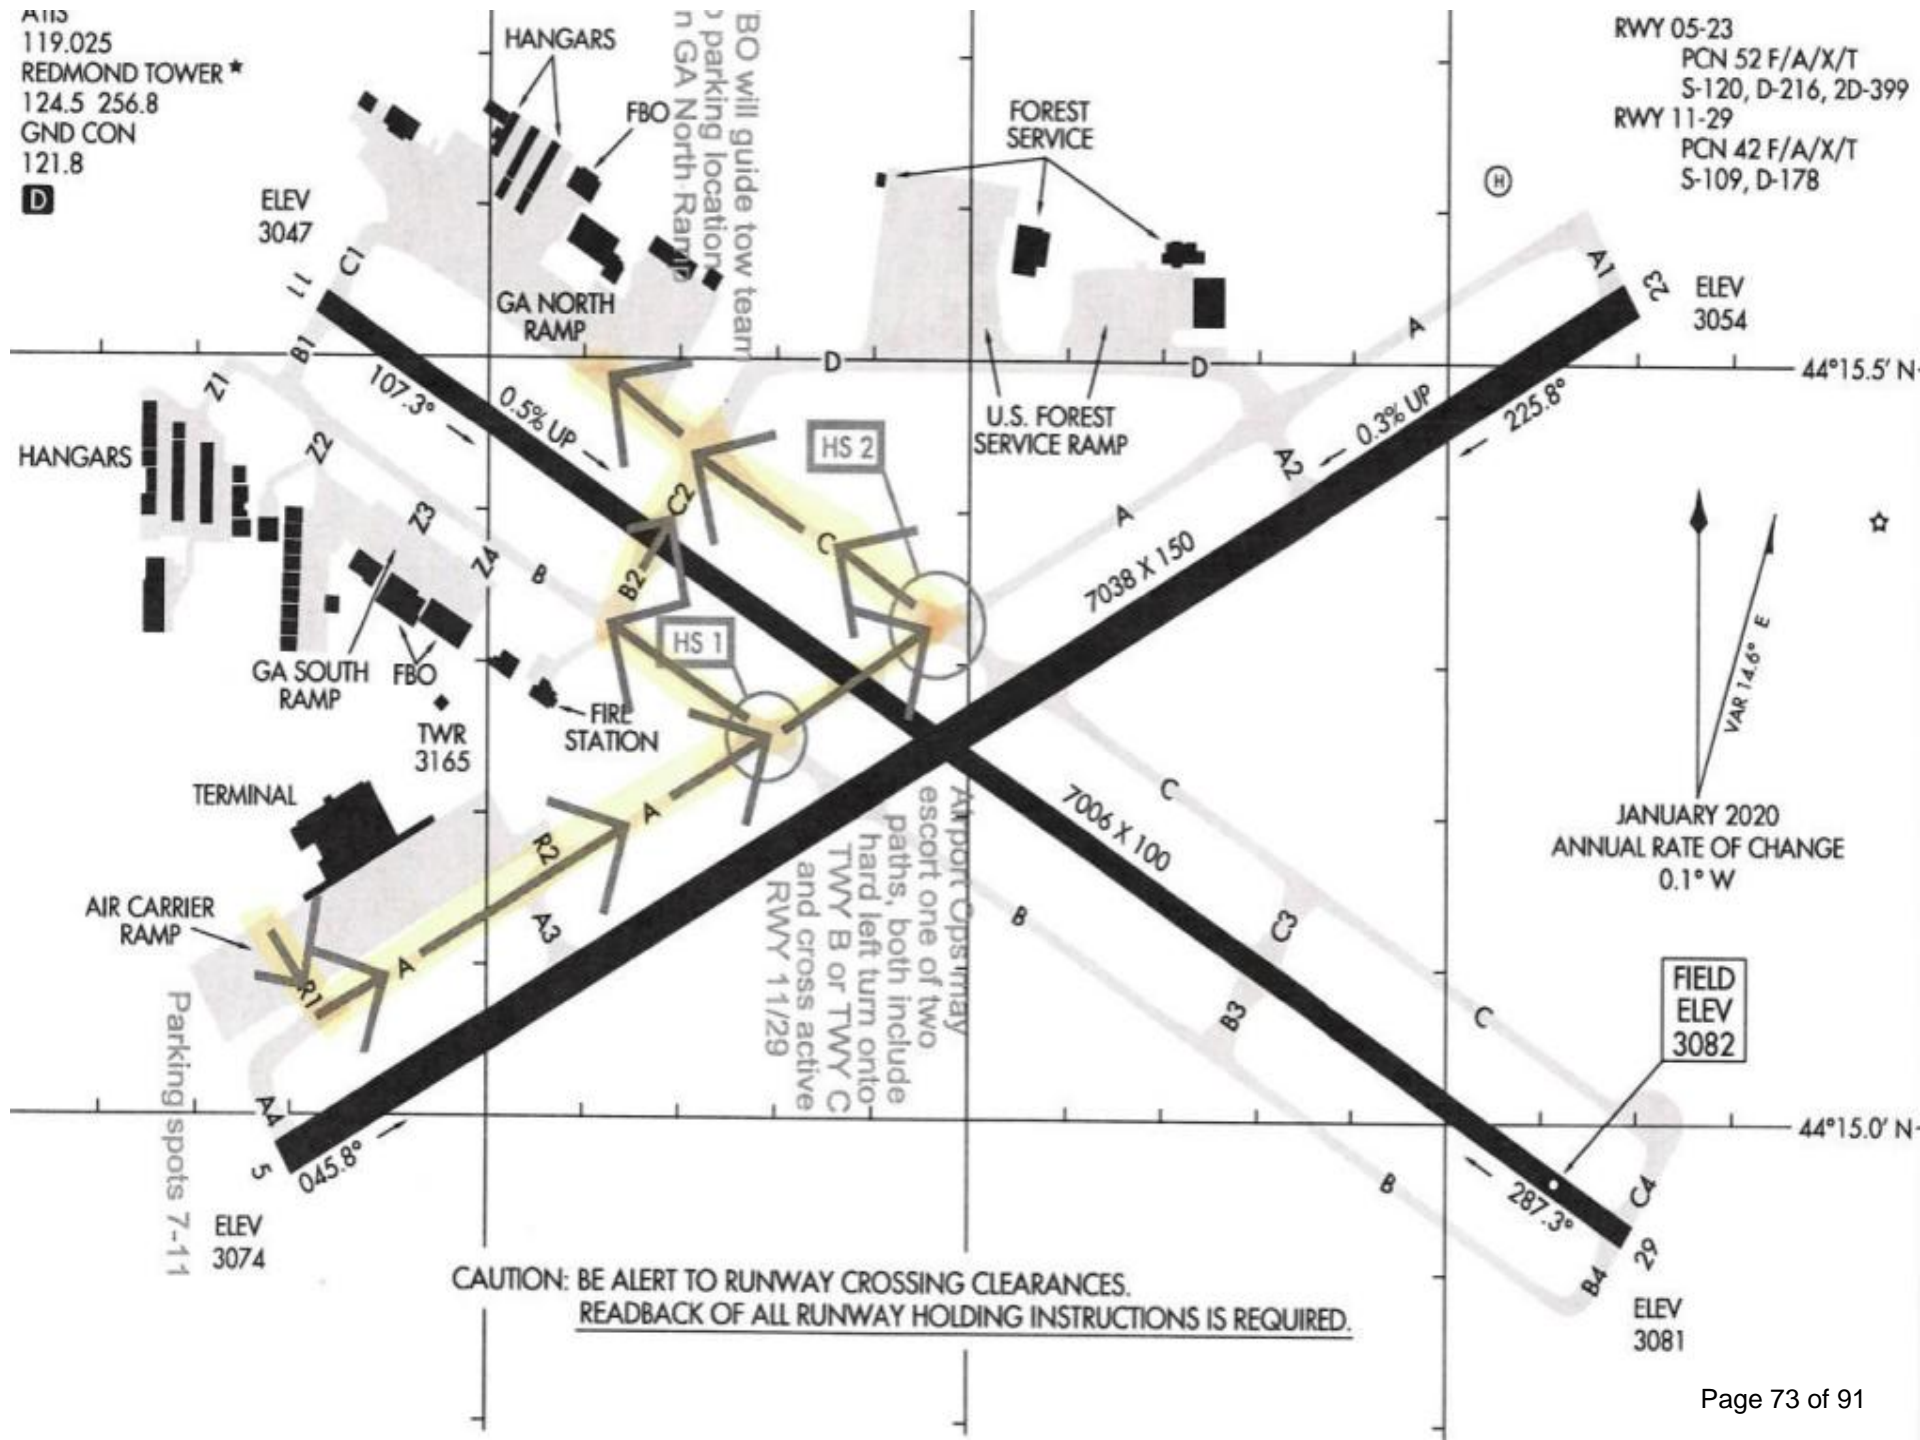 ATIS
119.025
REDMOND TOWER ★
124.5 256.8
GND CON
121.8
D
RWY 05-23
PCN 52 F/A/X/T
S-120, D-216, 2D-399
RWY 11-29
PCN 42 F/A/X/T
S-109, D-178
HANGARS
FBO
FOREST
SERVICE
H
BO will guide tow team
parking location
n GA North Ramp
ELEV
3047
11
C1
B1
GA NORTH
RAMP
A1
23
ELEV
3054
A
D
D
44°15.5' N
Z1
107.3°
0.5% UP
U.S. FOREST
SERVICE RAMP
0.3% UP
225.8°
A2
HS 2
HANGARS
Z2
Z3
Z4
C2
C
A
7038 X 150
B
B2
HS 1
VAR 14.6° E
GA SOUTH
RAMP
FBO
TWR
3165
FIRE
STATION
TERMINAL
C
7006 X 100
A
R2
JANUARY 2020
ANNUAL RATE OF CHANGE
0.1° W
Airport Ops may
escort one of two
paths, both include
hard left turn onto
TWY B or TWY C
and cross active
RWY 11/29
AIR CARRIER
RAMP
A3
B
C3
R1
A
B3
C
FIELD
ELEV
3082
Parking spots 7-11
A4
5
045.8°
44°15.0' N
B
287.3°
C4
29
B4
ELEV
3074
ELEV
3081
CAUTION: BE ALERT TO RUNWAY CROSSING CLEARANCES.
READBACK OF ALL RUNWAY HOLDING INSTRUCTIONS IS REQUIRED.
Page 73 of 91